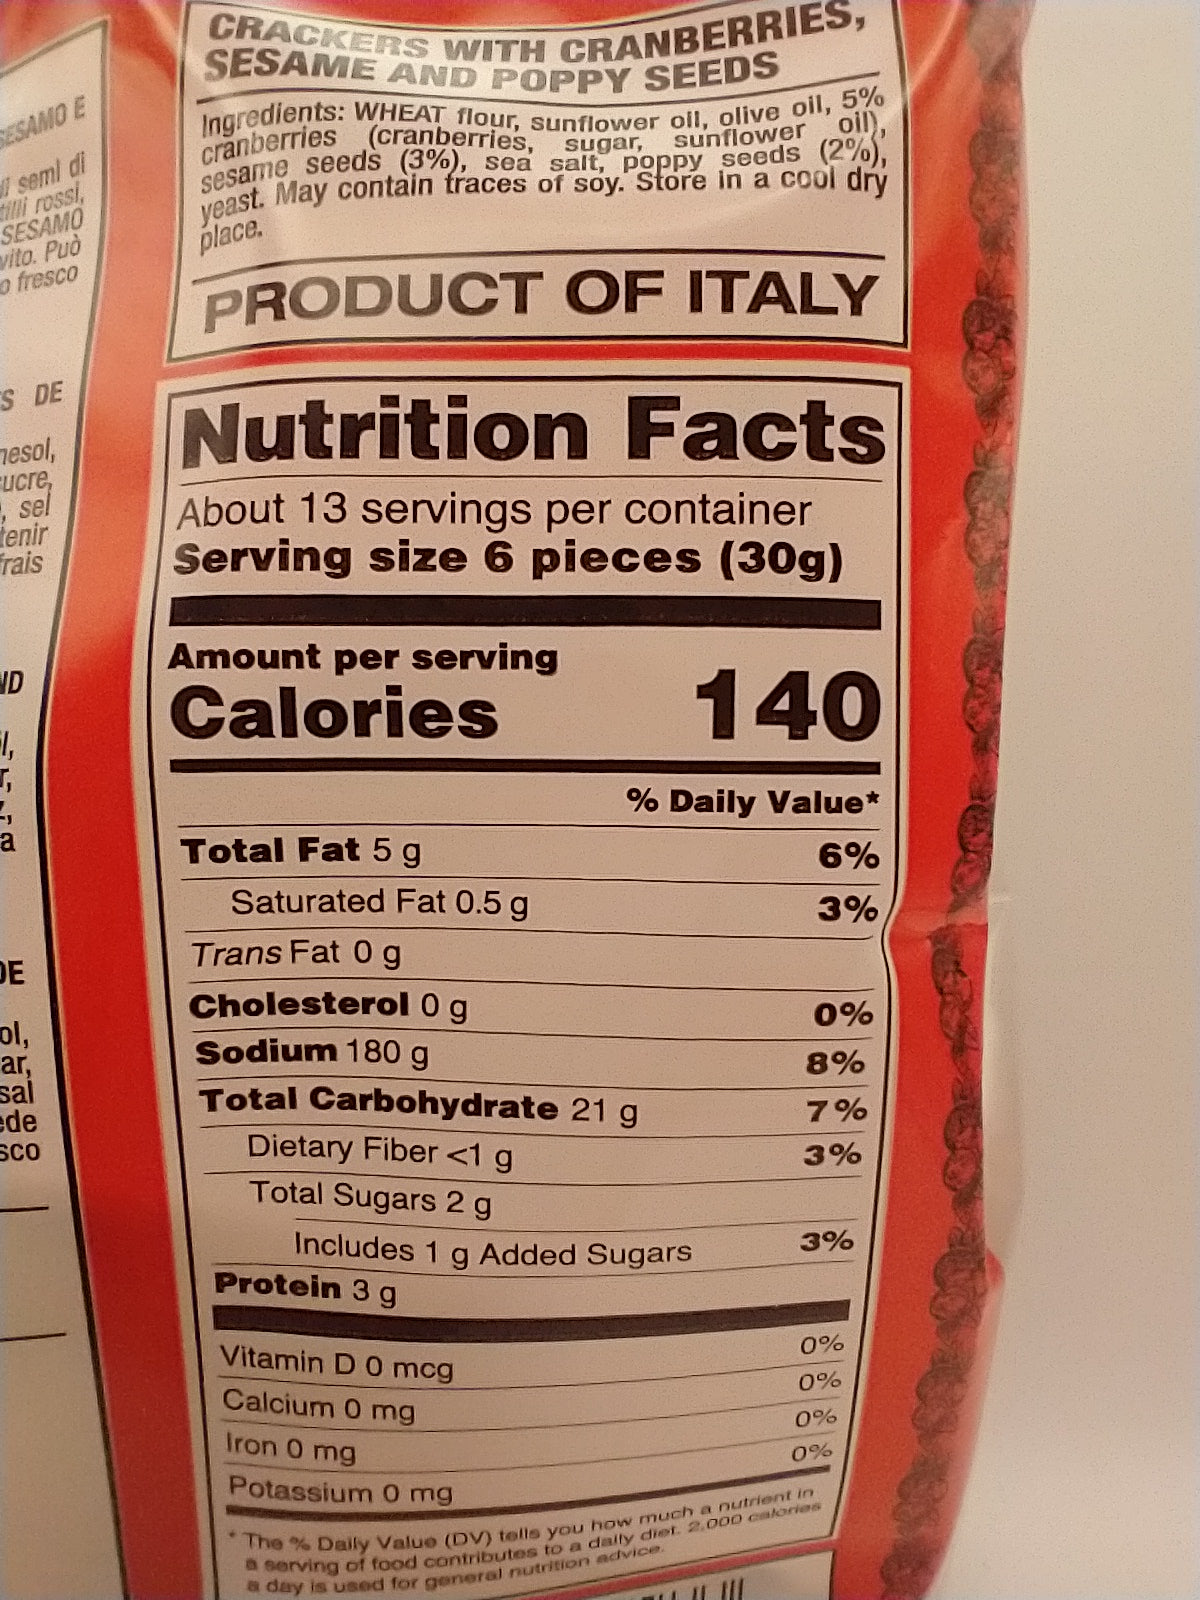 ESAMO E
semi di
rossi,
SESAMO
vito. Può
o fresco
S DE
nesol,
ucre,
, sel
tenir
frais
ND
l,
r,
a
DE
ol,
ar,
sal
ede
sco
CRACKERS WITH CRANBERRIES,
SESAME AND POPPY SEEDS
Ingredients: WHEAT flour, sunflower oil, olive oil, 5%
cranberries (cranberries, sugar, sunflower oil),
sesame seeds (3%), sea salt, poppy seeds (2%),
yeast. May contain traces of soy. Store in a cool dry
place.
PRODUCT OF ITALY
Nutrition Facts
About 13 servings per container
Serving size 6 pieces (30g)
Amount per serving
Calories 140
% Daily Value*
Total Fat 5 g 6%
Saturated Fat 0.5 g 3%
Trans Fat 0 g
Cholesterol 0 g 0%
Sodium 180 g 8%
Total Carbohydrate 21 g 7%
Dietary Fiber <1 g 3%
Total Sugars 2 g
Includes 1 g Added Sugars 3%
Protein 3 g
Vitamin D 0 mcg 0%
Calcium 0 mg 0%
Iron 0 mg 0%
Potassium 0 mg 0%
* The % Daily Value (DV) tells you how much a nutrient in
a serving of food contributes to a daily diet. 2,000 calories
a day is used for general nutrition advice.